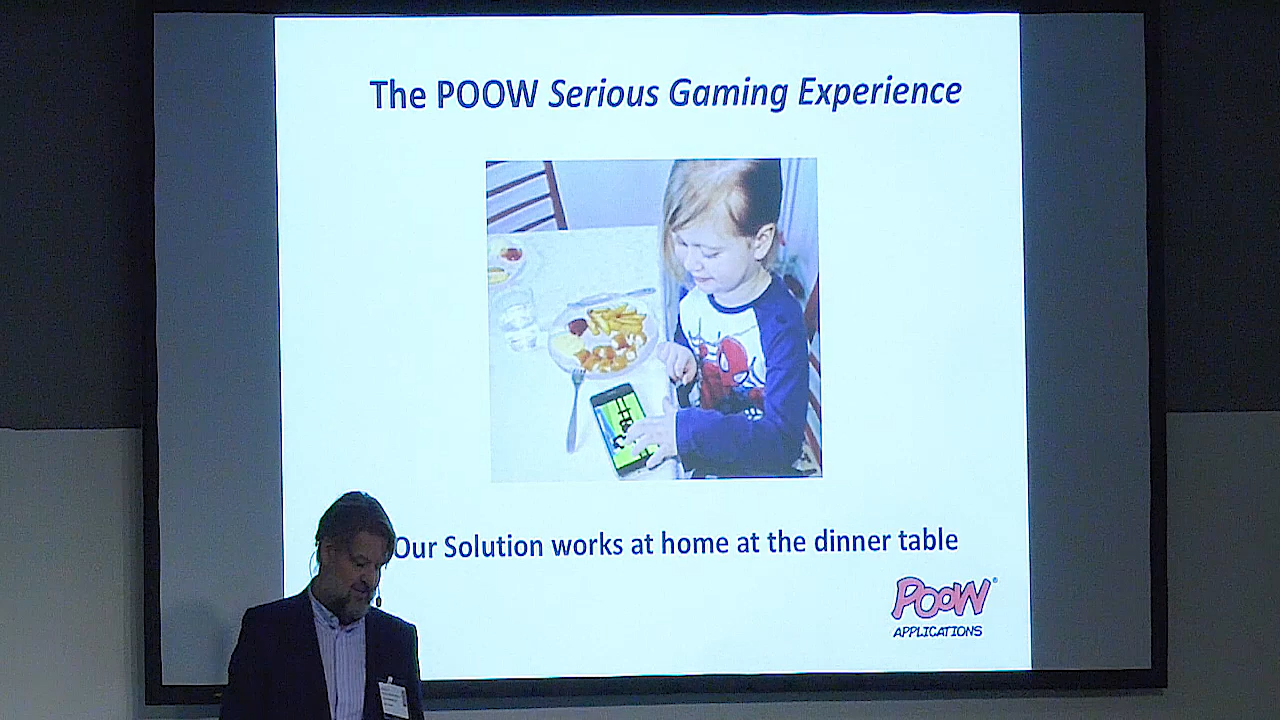 The POOW Serious Gaming Experience
Our Solution works at home at the dinner table
POOW®
APPLICATIONS